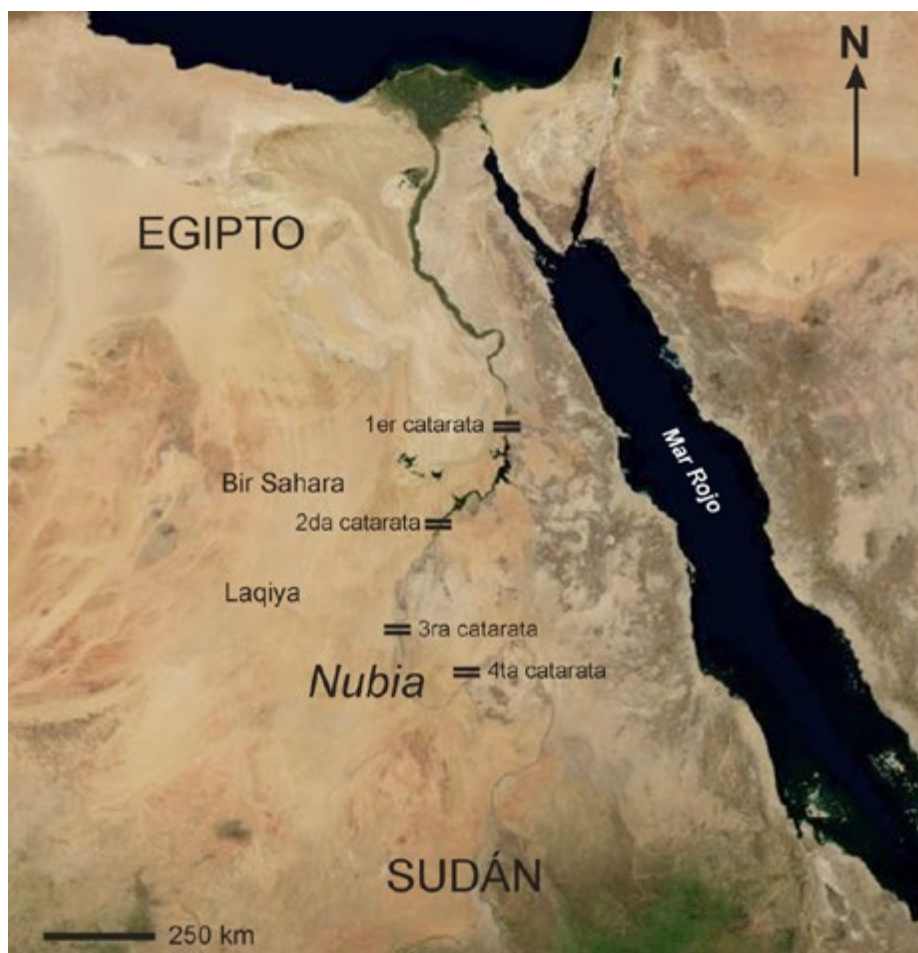 N
EGIPTO
1er catarata
Mar Rojo
Bir Sahara
2da catarata
Laqiya
3ra catarata
4ta catarata
Nubia
SUDÁN
250 km